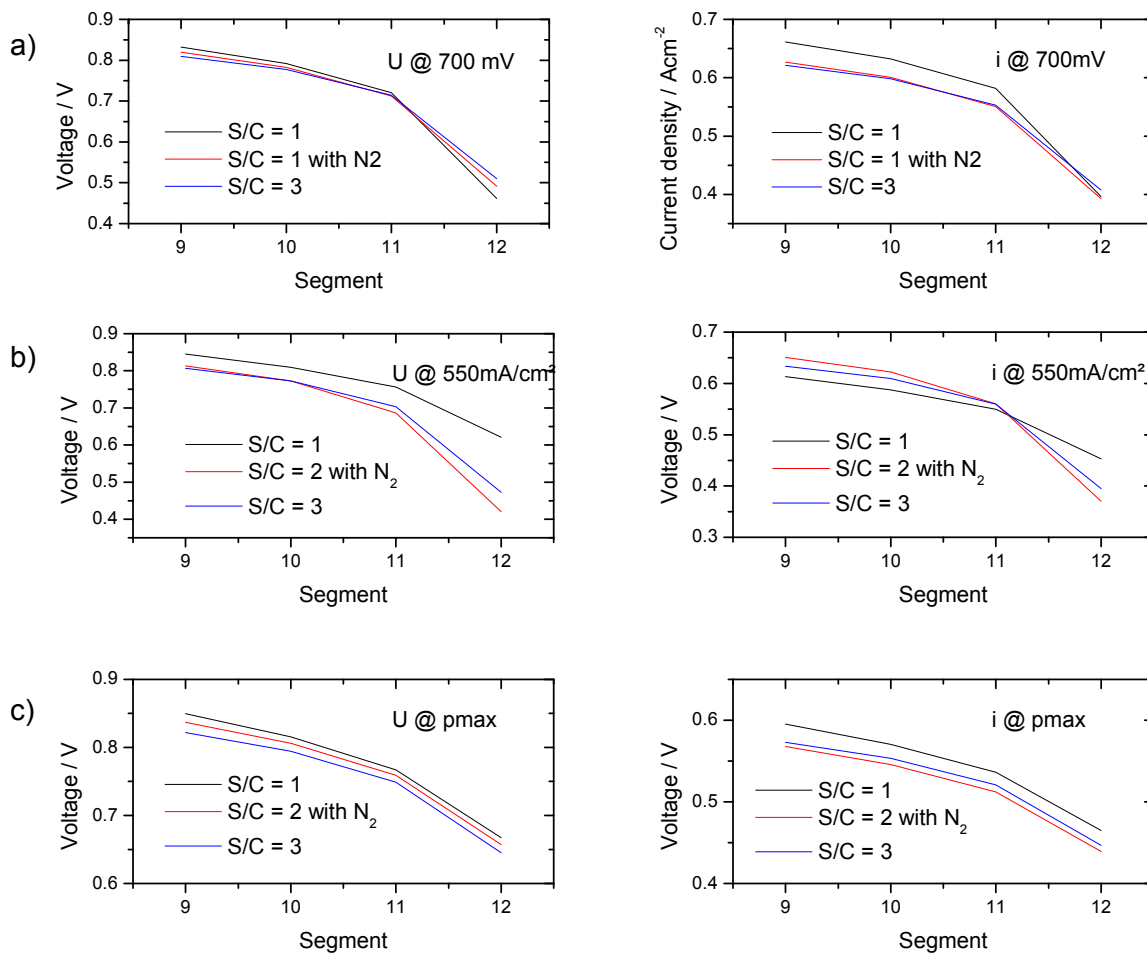 a)
U @ 700 mV
Voltage / V
0.9
0.8
0.7
0.6
0.5
0.4
S/C = 1
S/C = 1 with N2
S/C = 3
9 10 11 12
Segment
i @ 700mV
Current density / Acm⁻²
0.7
0.6
0.5
0.4
S/C = 1
S/C = 1 with N2
S/C =3
9 10 11 12
Segment
b)
U @ 550mA/cm²
Voltage / V
0.9
0.8
0.7
0.6
0.5
0.4
S/C = 1
S/C = 2 with N₂
S/C = 3
9 10 11 12
Segment
i @ 550mA/cm²
Voltage / V
0.7
0.6
0.5
0.4
0.3
S/C = 1
S/C = 2 with N₂
S/C = 3
9 10 11 12
Segment
c)
U @ pmax
Voltage / V
0.9
0.8
0.7
0.6
S/C = 1
S/C = 2 with N₂
S/C = 3
9 10 11 12
Segment
i @ pmax
Voltage / V
0.6
0.5
0.4
S/C = 1
S/C = 2 with N₂
S/C = 3
9 10 11 12
Segment